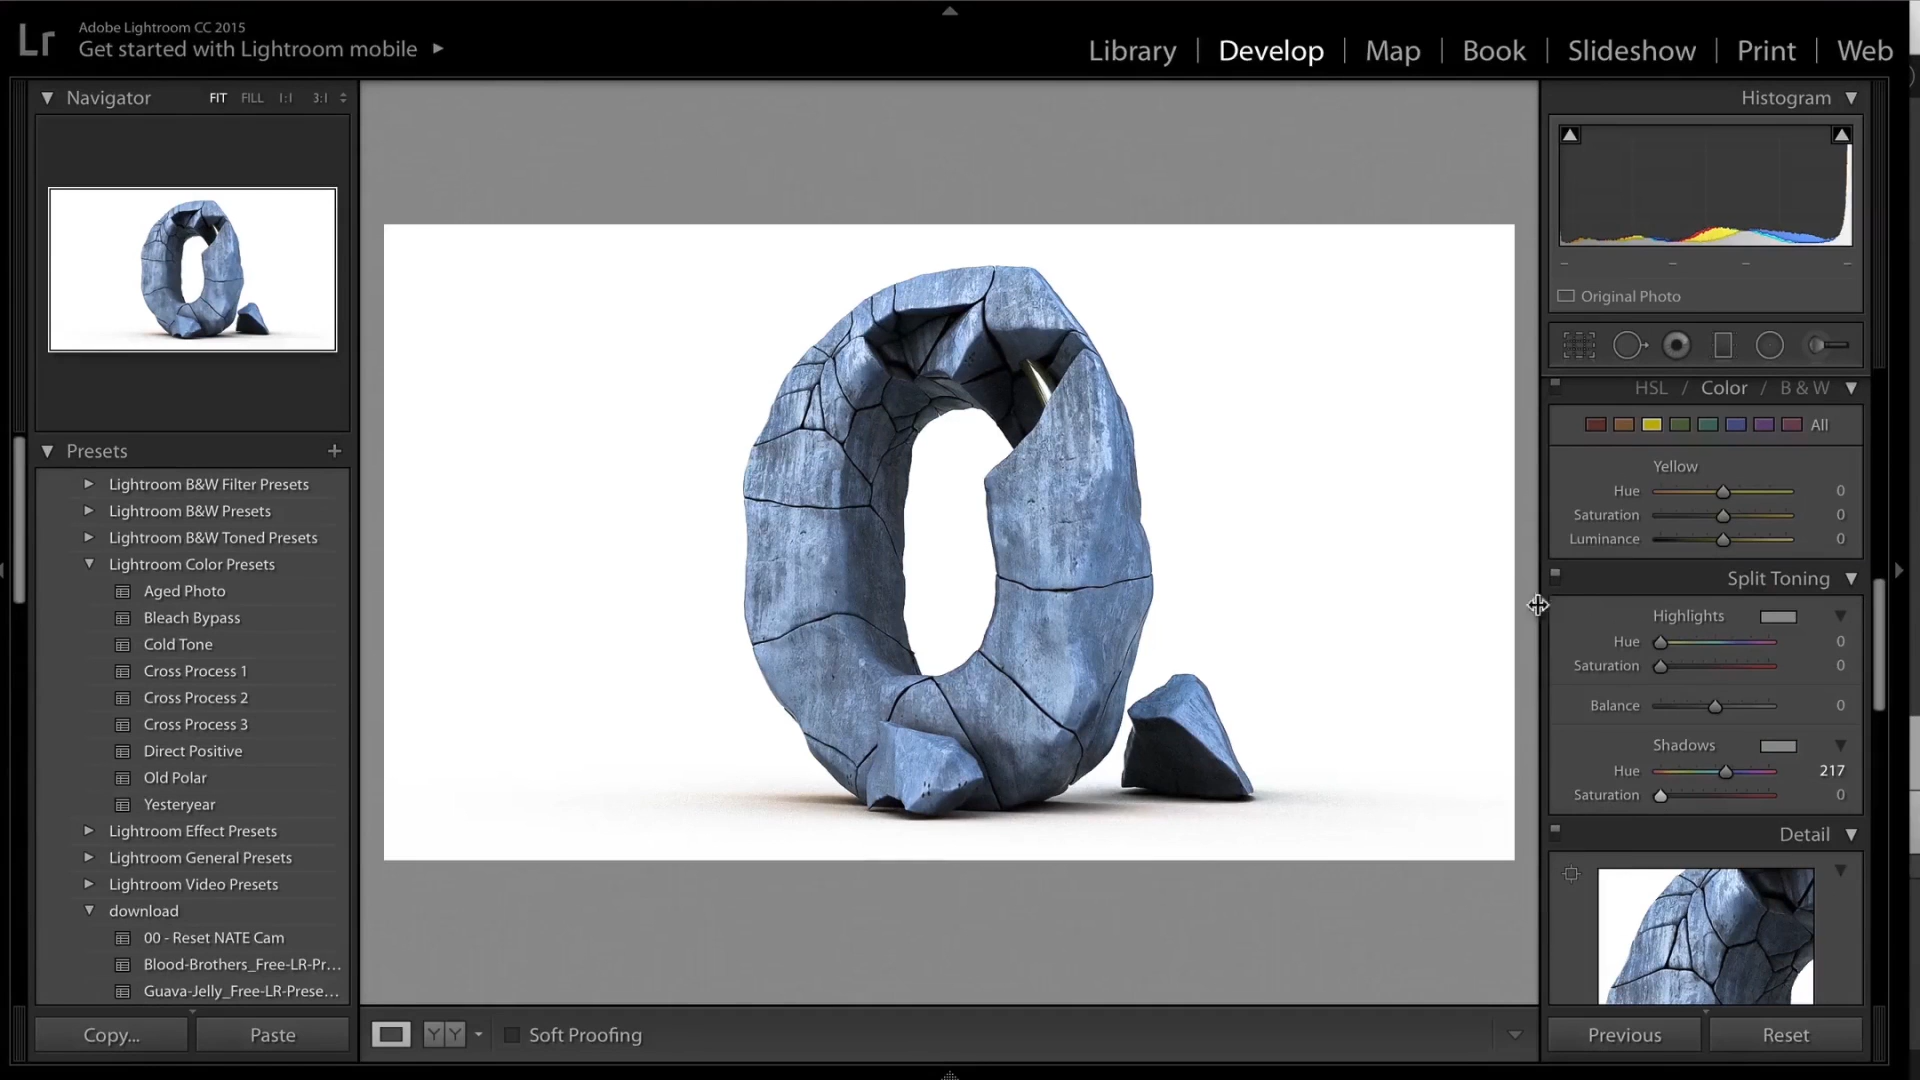 Lr
Adobe Lightroom CC 2015
Get started with Lightroom mobile
Library | Develop | Map | Book | Slideshow | Print | Web
Navigator FIT FILL 1:1 3:1
Presets +
Lightroom B&W Filter Presets
Lightroom B&W Presets
Lightroom B&W Toned Presets
Lightroom Color Presets
Aged Photo
Bleach Bypass
Cold Tone
Cross Process 1
Cross Process 2
Cross Process 3
Direct Positive
Old Polar
Yesteryear
Lightroom Effect Presets
Lightroom General Presets
Lightroom Video Presets
download
00 - Reset NATE Cam
Blood-Brothers_Free-LR-Pr...
Guava-Jelly_Free-LR-Prese...
Copy... Paste
YY Soft Proofing
Histogram
Original Photo
HSL / Color / B & W
All
Yellow
Hue 0
Saturation 0
Luminance 0
Split Toning
Highlights
Hue 0
Saturation 0
Balance 0
Shadows
Hue 217
Saturation 0
Detail
Previous Reset